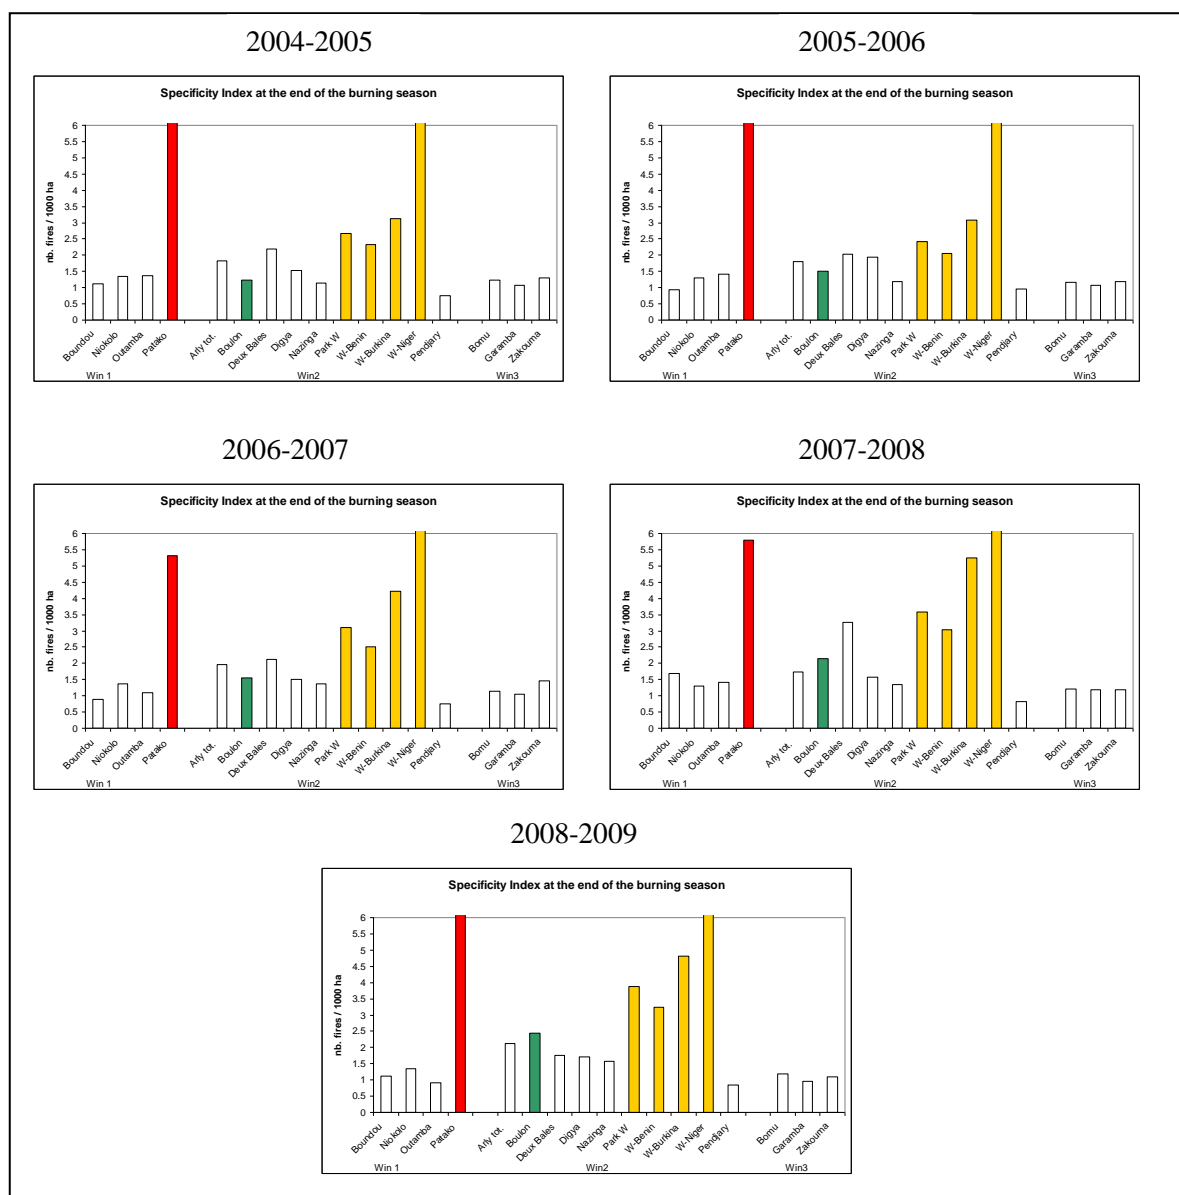 2004-2005
Specificity Index at the end of the burning season
nb. fires / 1000 ha
6
5.5
5
4.5
4
3.5
3
2.5
2
1.5
1
0.5
0
Boundou
Niokolo
Outamba
Patako
Arly tot.
Boulon
Deux Bales
Digya
Nazinga
Park W
W-Benin
W-Burkina
W-Niger
Pendjary
Bomu
Garamba
Zakouma
Win 1
Win2
Win3
2005-2006
Specificity Index at the end of the burning season
nb. fires / 1000 ha
6
5.5
5
4.5
4
3.5
3
2.5
2
1.5
1
0.5
0
Boundou
Niokolo
Outamba
Patako
Arly tot.
Boulon
Deux Bales
Digya
Nazinga
Park W
W-Benin
W-Burkina
W-Niger
Pendjary
Bomu
Garamba
Zakouma
Win 1
Win2
Win3
2006-2007
Specificity Index at the end of the burning season
nb. fires / 1000 ha
6
5.5
5
4.5
4
3.5
3
2.5
2
1.5
1
0.5
0
Boundou
Niokolo
Outamba
Patako
Arly tot.
Boulon
Deux Bales
Digya
Nazinga
Park W
W-Benin
W-Burkina
W-Niger
Pendjary
Bomu
Garamba
Zakouma
Win 1
Win2
Win3
2007-2008
Specificity Index at the end of the burning season
nb. fires / 1000 ha
6
5.5
5
4.5
4
3.5
3
2.5
2
1.5
1
0.5
0
Boundou
Niokolo
Outamba
Patako
Arly tot.
Boulon
Deux Bales
Digya
Nazinga
Park W
W-Benin
W-Burkina
W-Niger
Pendjary
Bomu
Garamba
Zakouma
Win 1
Win2
Win3
2008-2009
Specificity Index at the end of the burning season
nb. fires / 1000 ha
6
5.5
5
4.5
4
3.5
3
2.5
2
1.5
1
0.5
0
Boundou
Niokolo
Outamba
Patako
Arly tot.
Boulon
Deux Bales
Digya
Nazinga
Park W
W-Benin
W-Burkina
W-Niger
Pendjary
Bomu
Garamba
Zakouma
Win 1
Win2
Win3